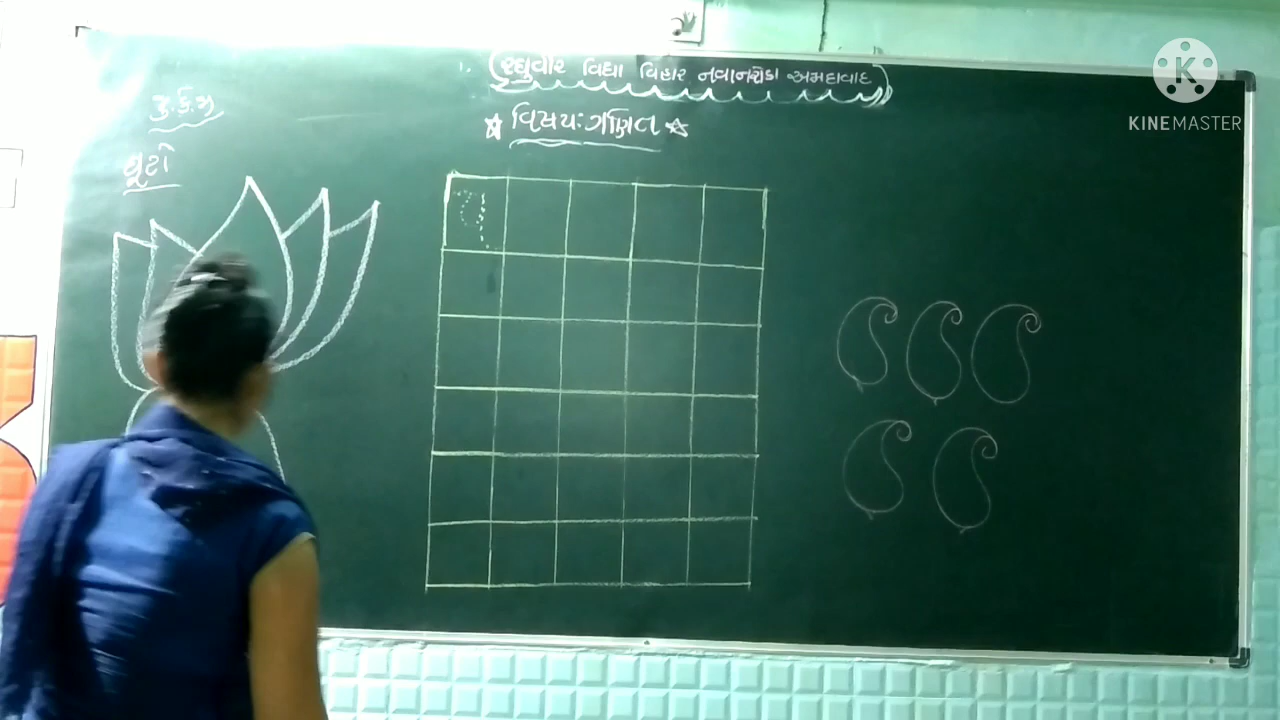 (રઘુવીર વિદ્યા વિહાર નવાનરોડા અમદાવાદ)
વિષય:ગણિત
જુ.કે.જી
ઘૂંટો
K
KINEMASTER